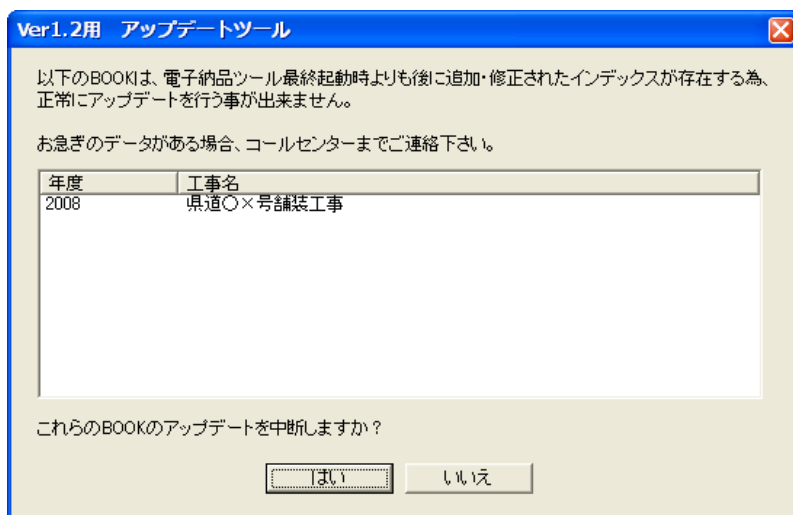 Ver1.2用 アップデートツール
以下のBOOKは、電子納品ツール最終起動時よりも後に追加・修正されたインデックスが存在する為、
正常にアップデートを行う事が出来ません。
お急ぎのデータがある場合、コールセンターまでご連絡下さい。
年度 工事名
2008 県道〇×号舗装工事
これらのBOOKのアップデートを中断しますか？
はい いいえ